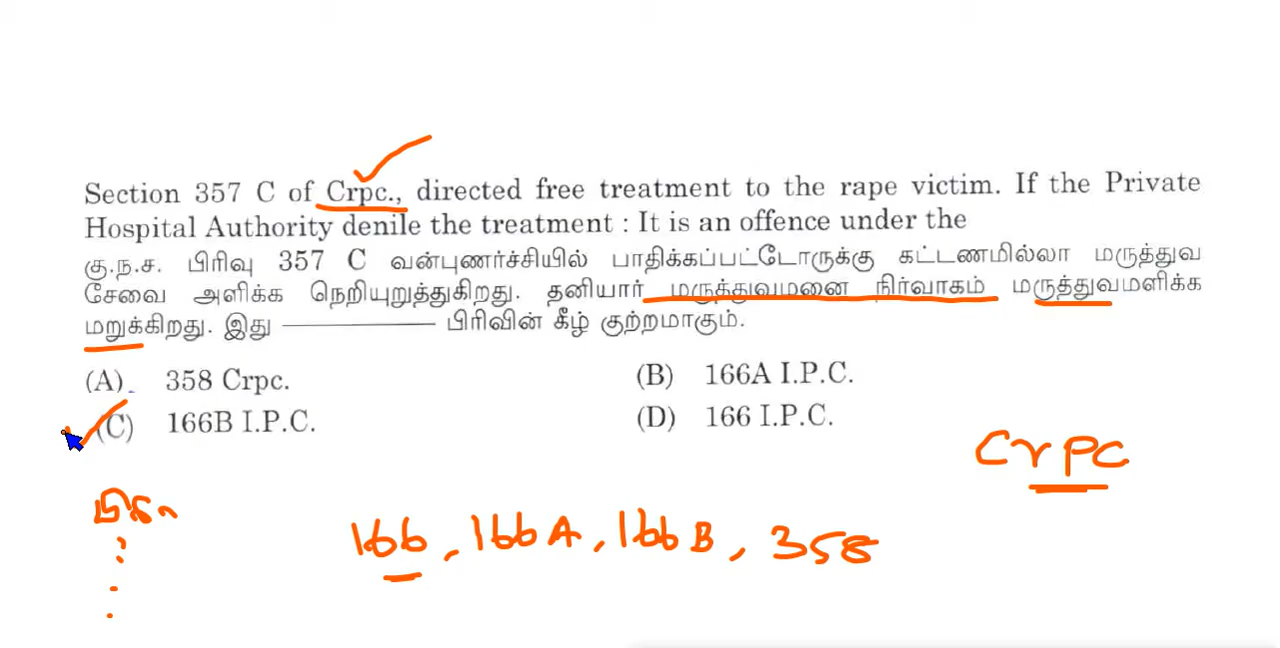 Section 357 C of Crpc., directed free treatment to the rape victim. If the Private
Hospital Authority denile the treatment : It is an offence under the
கு.ந.ச. பிரிவு 357 C வன்புணர்ச்சியில் பாதிக்கப்பட்டோருக்கு கட்டணமில்லா மருத்துவ
சேவை அளிக்க நெறியுறுத்துகிறது. தனியார் மருத்துவமனை நிர்வாகம் மருத்துவமளிக்க
மறுக்கிறது. இது ____________ பிரிவின் கீழ் குற்றமாகும்.
(A) 358 Crpc.
(B) 166A I.P.C.
(C) 166B I.P.C.
(D) 166 I.P.C.
CrPC
166, 166A, 166B, 358